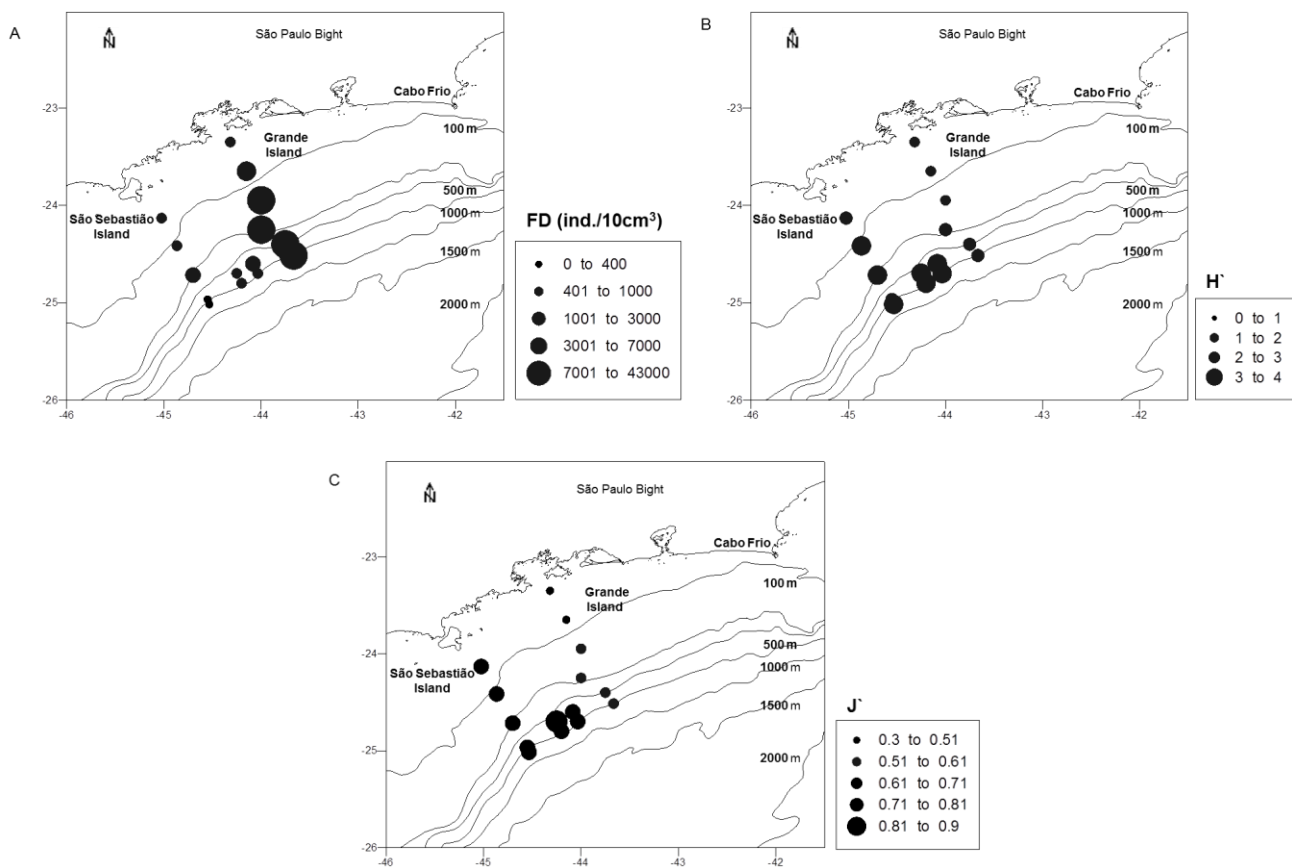 A
N
São Paulo Bight
Cabo Frio
-23
100 m
Grande
Island
500 m
-24
São Sebastião
Island
1000 m
1500 m
-25
2000 m
-26
-46
-45
-44
-43
-42
FD (ind./10cm³)
0 to 400
401 to 1000
1001 to 3000
3001 to 7000
7001 to 43000
B
N
São Paulo Bight
Cabo Frio
-23
100 m
Grande
Island
500 m
-24
São Sebastião
Island
1000 m
1500 m
-25
2000 m
-26
-46
-45
-44
-43
-42
H`
0 to 1
1 to 2
2 to 3
3 to 4
C
N
São Paulo Bight
Cabo Frio
-23
100 m
Grande
Island
-24
500 m
São Sebastião
Island
1000 m
1500 m
-25
2000 m
-26
-46
-45
-44
-43
-42
J`
0.3 to 0.51
0.51 to 0.61
0.61 to 0.71
0.71 to 0.81
0.81 to 0.9